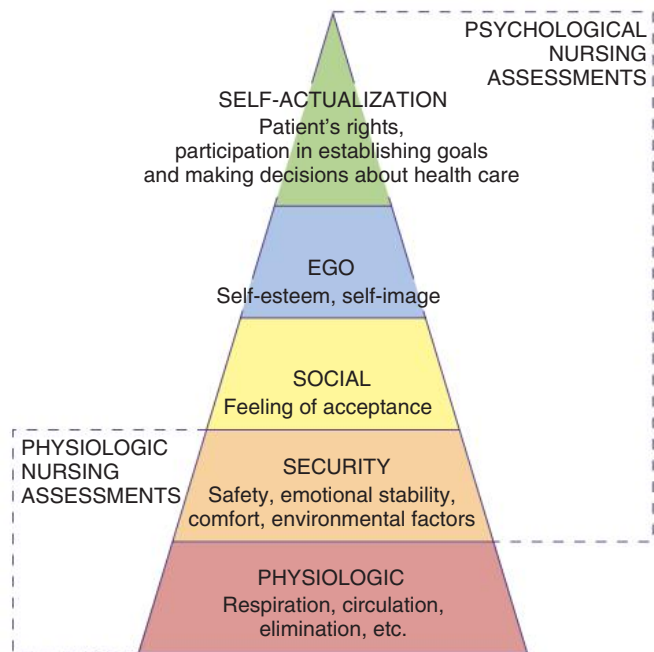 PSYCHOLOGICAL
NURSING
ASSESSMENTS
SELF-ACTUALIZATION
Patient's rights,
participation in establishing goals
and making decisions about health care
EGO
Self-esteem, self-image
SOCIAL
Feeling of acceptance
PHYSIOLOGIC
NURSING
ASSESSMENTS
SECURITY
Safety, emotional stability,
comfort, environmental factors
PHYSIOLOGIC
Respiration, circulation,
elimination, etc.